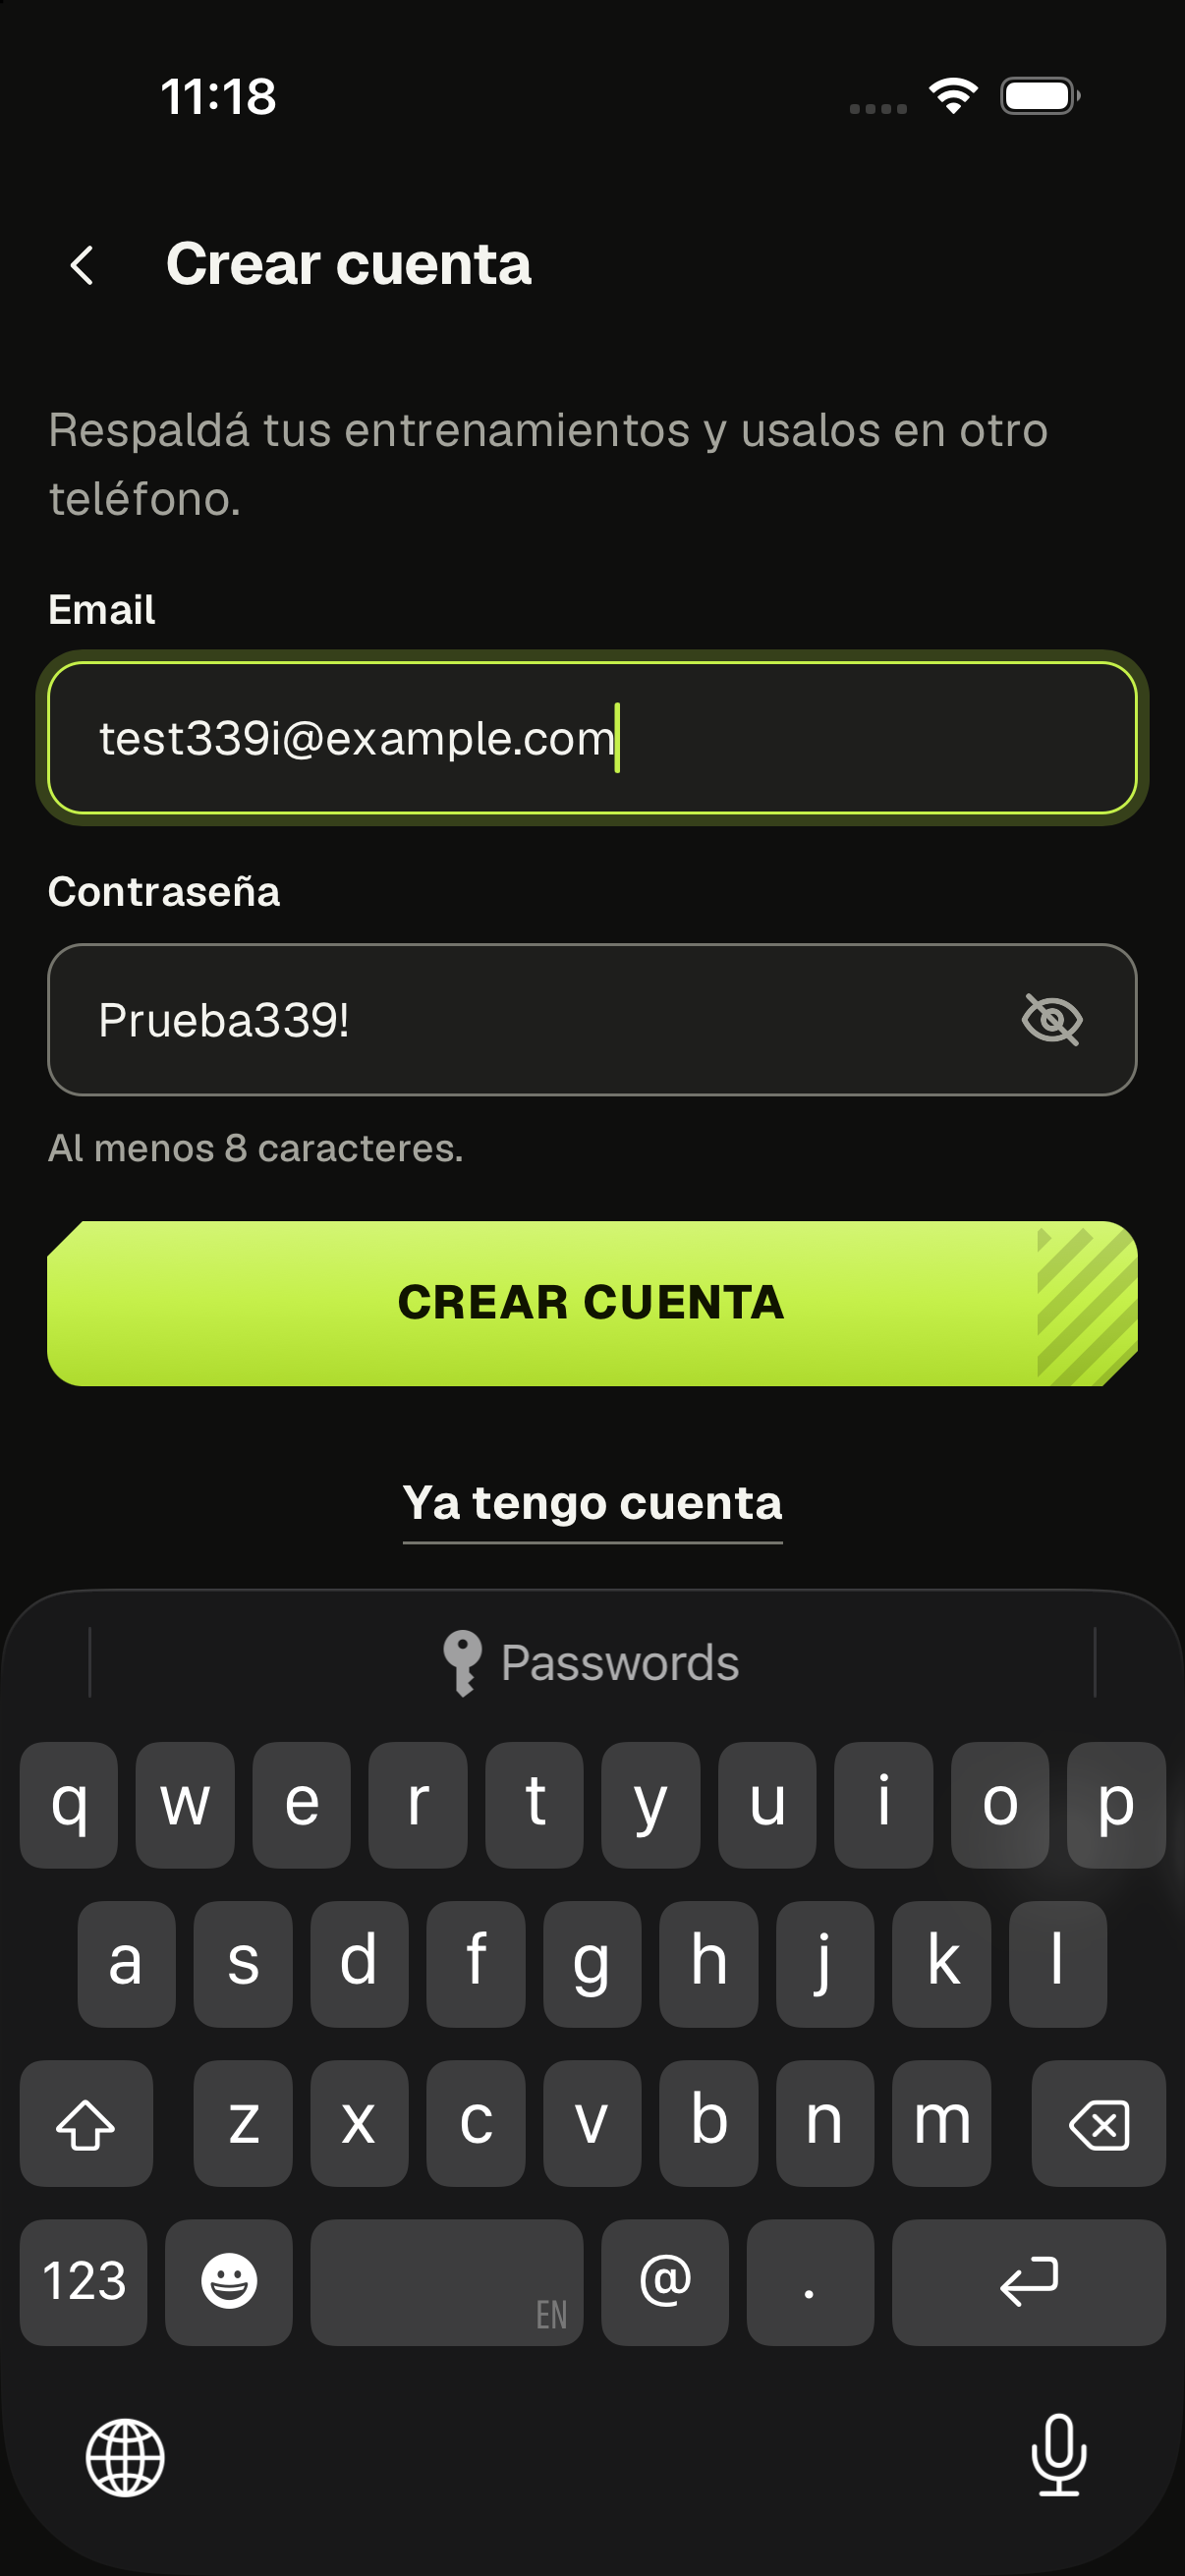 11:18
Crear cuenta
Respaldá tus entrenamientos y usalos en otro
teléfono.
Email
test339i@example.com
Contraseña
Prueba339!
Al menos 8 caracteres.
CREAR CUENTA
Ya tengo cuenta
Passwords
q w e r t y u i o p
a s d f g h j k l
z x c v b n m
123 EN @ .